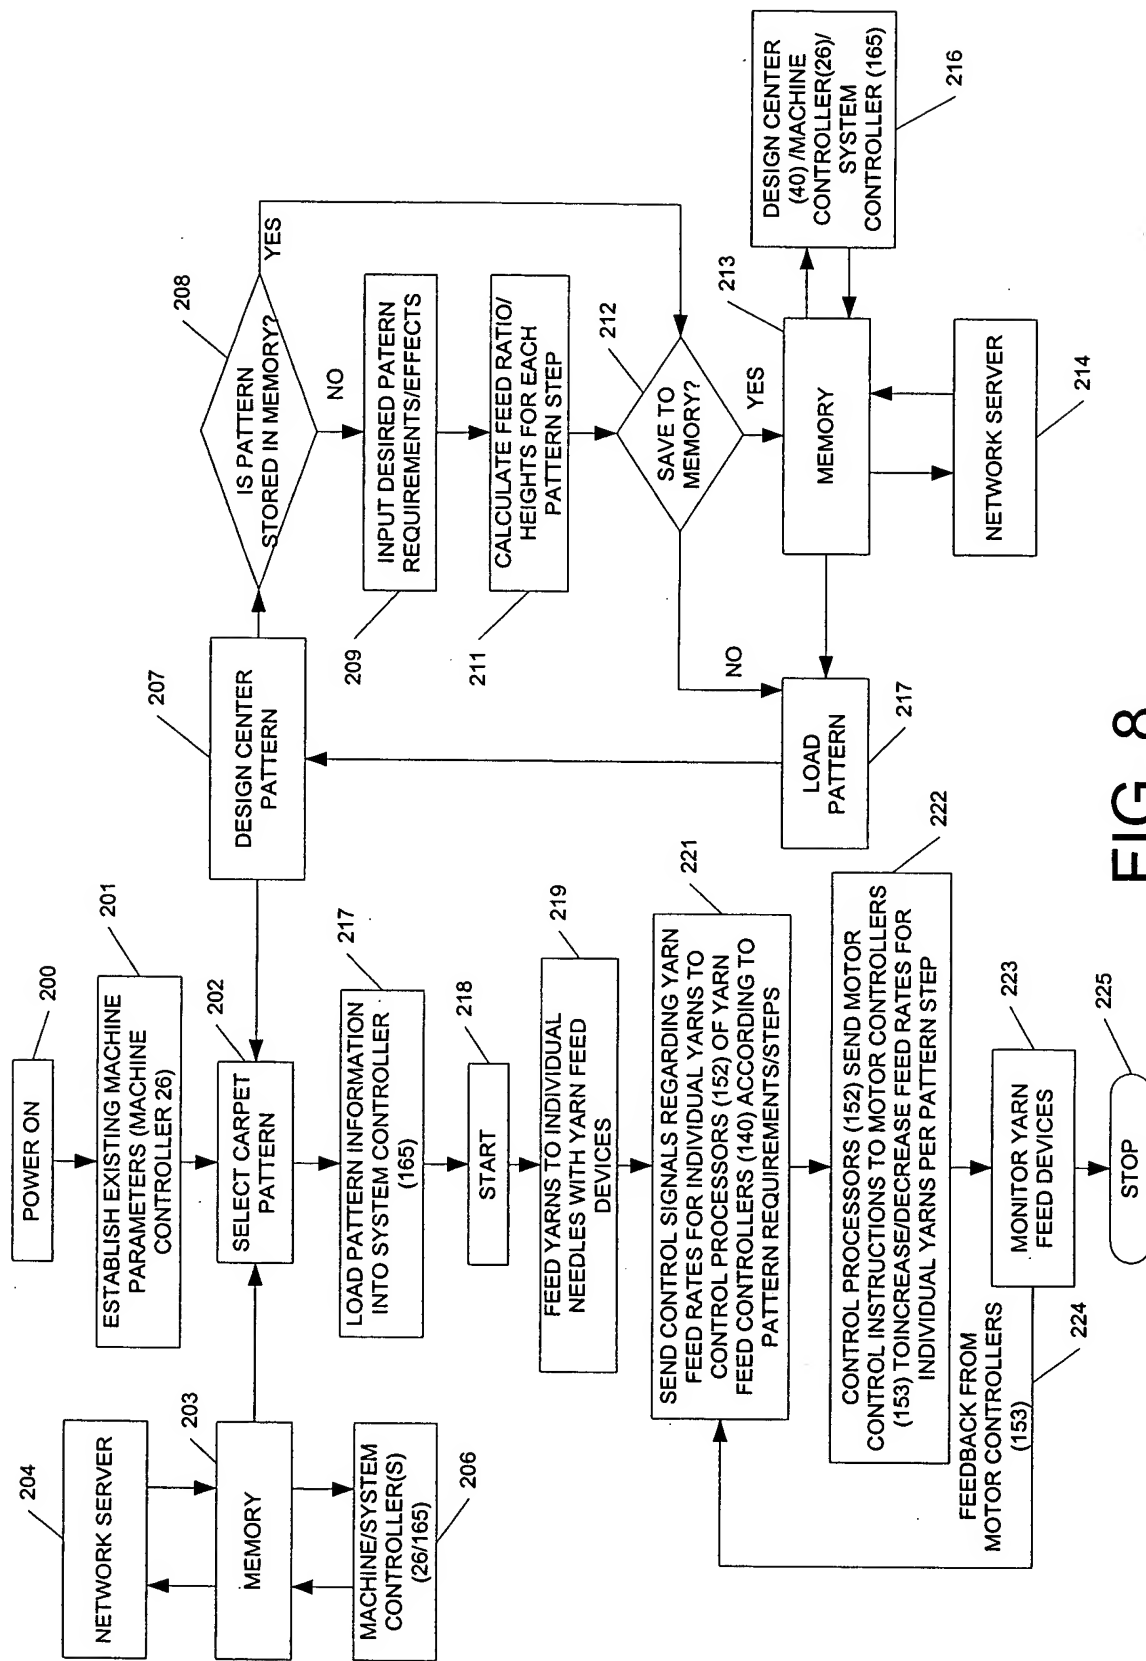 POWER ON
200
ESTABLISH EXISTING MACHINE
PARAMETERS (MACHINE
CONTROLLER 26)
201
SELECT CARPET
PATTERN
202
NETWORK SERVER
204
MEMORY
203
MACHINE/SYSTEM
CONTROLLER(S)
(26/165)
206
DESIGN CENTER
PATTERN
207
IS PATTERN
STORED IN MEMORY?
208
YES
NO
INPUT DESIRED PATERN
REQUIREMENTS/EFFECTS
209
CALCULATE FEED RATIO/
HEIGHTS FOR EACH
PATTERN STEP
211
SAVE TO
MEMORY?
212
YES
NO
MEMORY
213
NETWORK SERVER
214
DESIGN CENTER
(40) /MACHINE
CONTROLLER(26)/
SYSTEM
CONTROLLER (165)
216
LOAD
PATTERN
217
LOAD PATTERN INFORMATION
INTO SYSTEM CONTROLLER
(165)
217
START
218
FEED YARNS TO INDIVIDUAL
NEEDLES WITH YARN FEED
DEVICES
219
SEND CONTROL SIGNALS REGARDING YARN
FEED RATES FOR INDIVIDUAL YARNS TO
CONTROL PROCESSORS (152) OF YARN
FEED CONTROLLERS (140) ACCORDING TO
PATTERN REQUIREMENTS/STEPS
221
CONTROL PROCESSORS (152) SEND MOTOR
CONTROL INSTRUCTIONS TO MOTOR CONTROLLERS
(153) TOINCREASE/DECREASE FEED RATES FOR
INDIVIDUAL YARNS PER PATTERN STEP
222
MONITOR YARN
FEED DEVICES
223
FEEDBACK FROM
MOTOR CONTROLLERS
(153)
224
STOP
225
FIG. 8